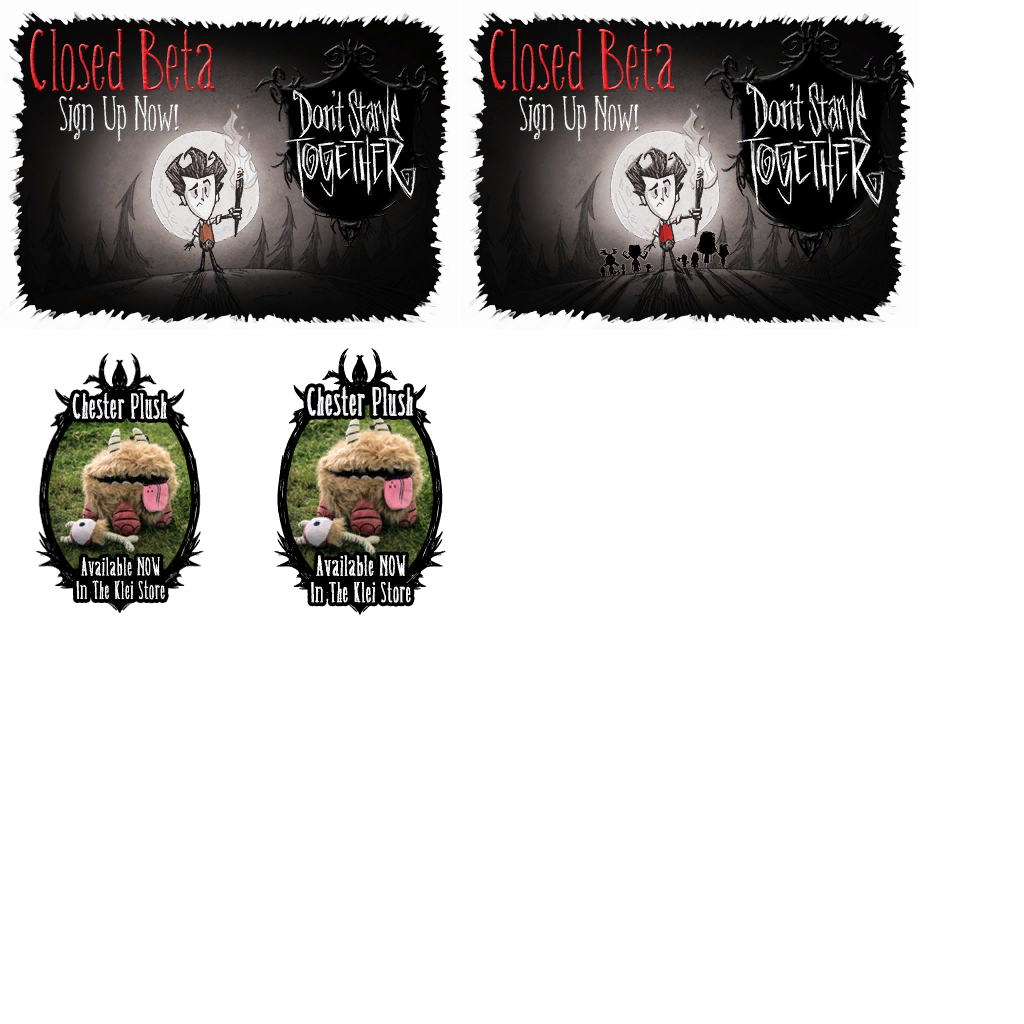 Closed Beta
Sign Up Now!
Don't Starve
TOGETHER
Closed Beta
Sign Up Now!
Don't Starve
TOGETHER
Chester Plush
Available NOW
In The Klei Store
Chester Plush
Available NOW
In The Klei Store